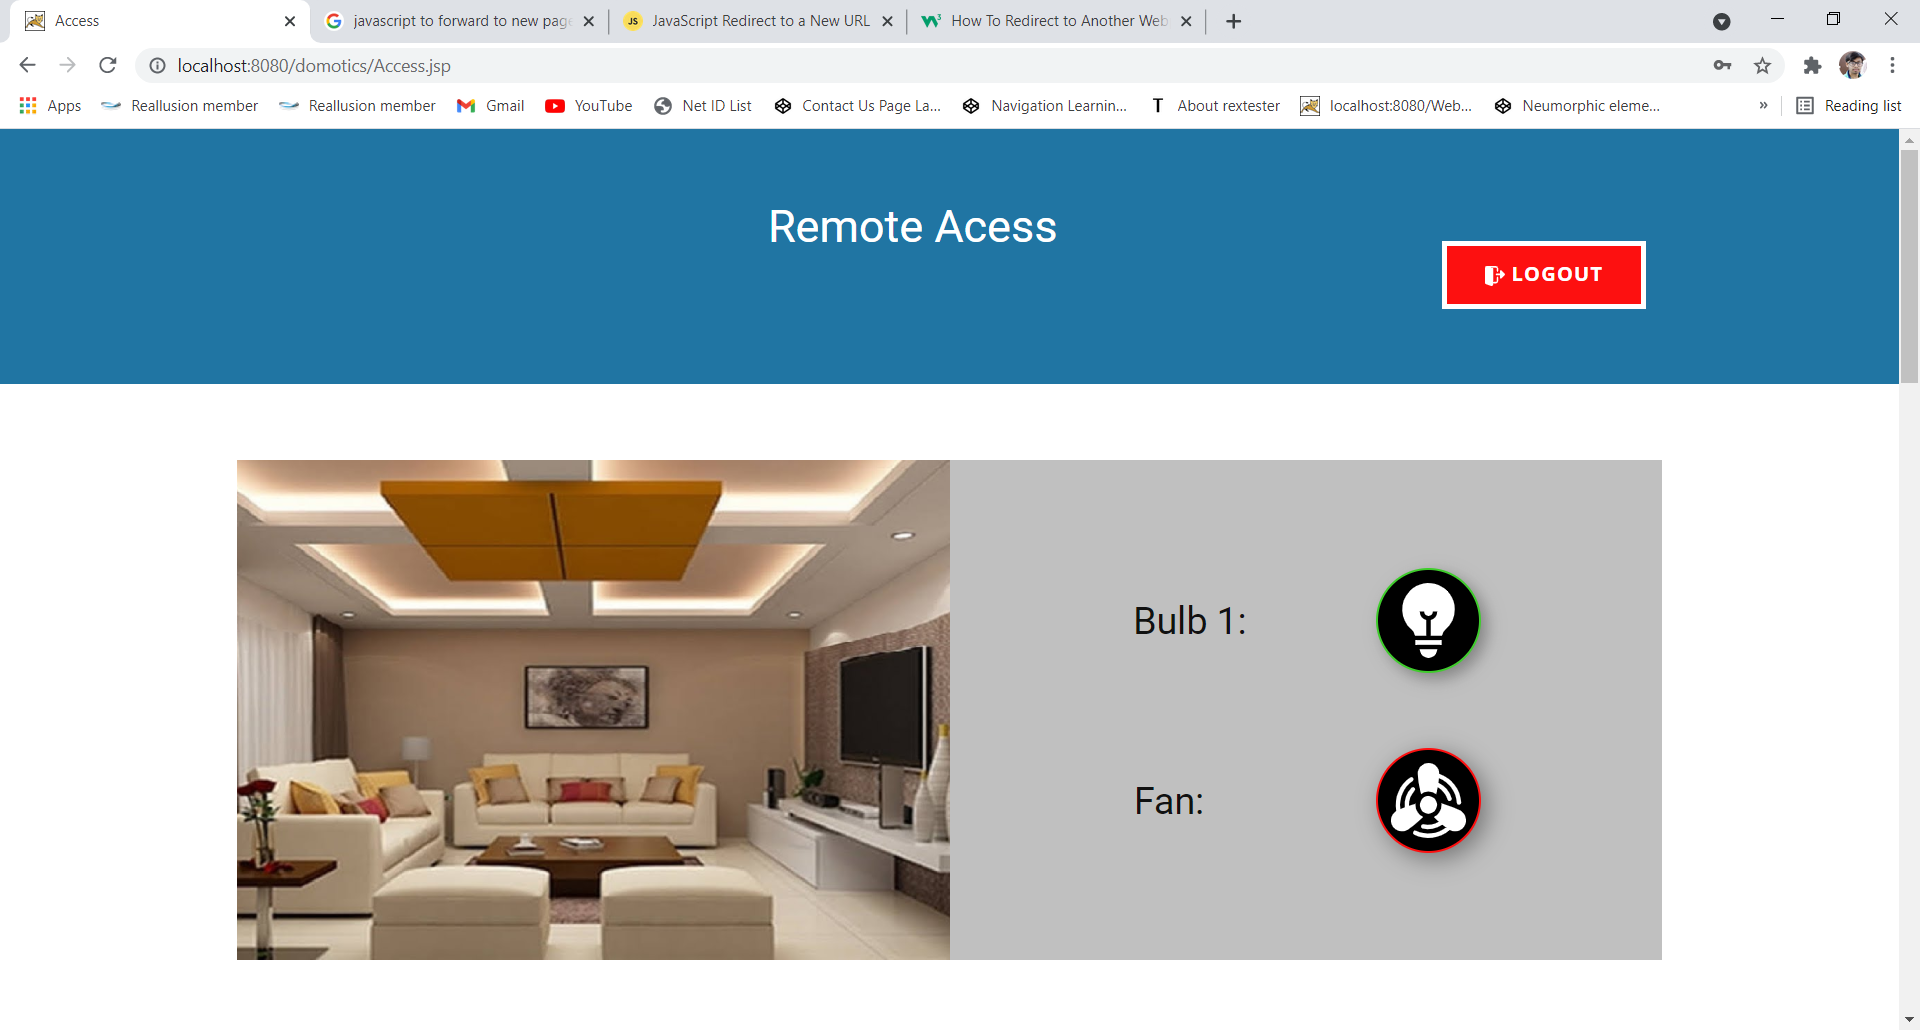 Access
javascript to forward to new page
JavaScript Redirect to a New URL
How To Redirect to Another Web
localhost:8080/domotics/Access.jsp
Apps
Reallusion member
Reallusion member
Gmail
YouTube
Net ID List
Contact Us Page La...
Navigation Learnin...
T
About rextester
localhost:8080/Web...
Neumorphic eleme...
»
Reading list
Remote Acess
LOGOUT
Bulb 1:
Fan: